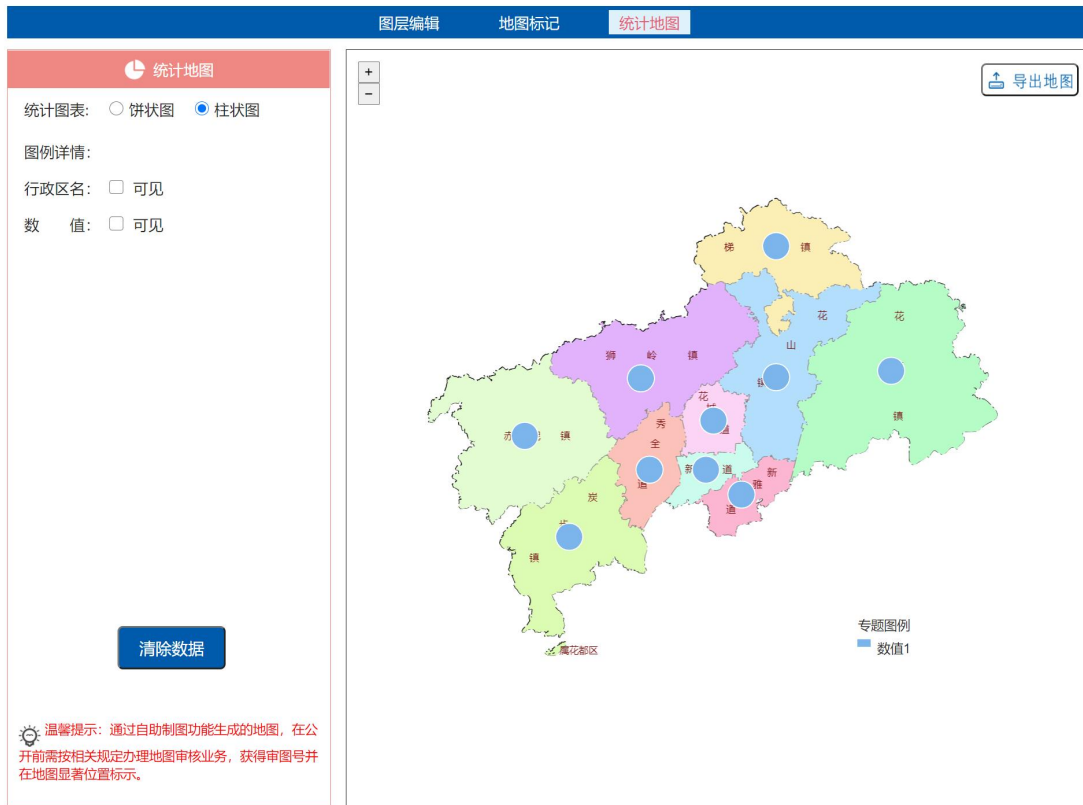 图层编辑 地图标记 统计地图
统计地图
统计图表: 饼状图 柱状图
图例详情:
行政区名: 可见
数 值: 可见
清除数据
温馨提示：通过自助制图功能生成的地图，在公
开前需按相关规定办理地图审核业务，获得审图号并
在地图显著位置标示。
+
−
导出地图
梯 镇
花
山
花
镇
狮 岭 镇
花
秀
全
镇
新 道
新
雅
道
炭
镇
属花都区
专题图例
数值1